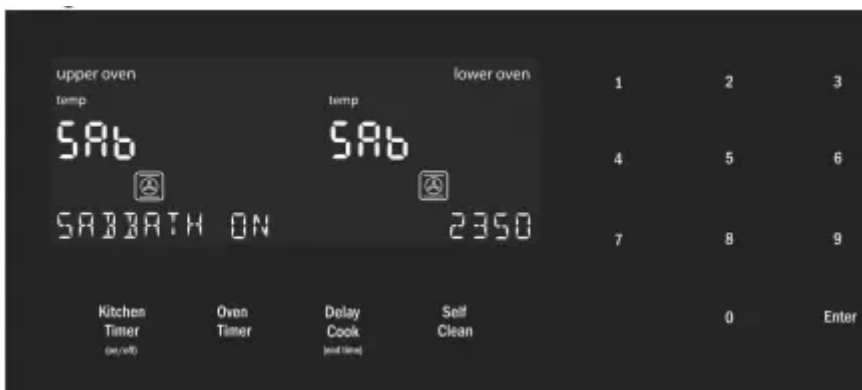 upper oven lower oven
temp temp
SAb SAb
SABBATH ON 2350
1 2 3
4 5 6
7 8 9
0 Enter
Kitchen Timer (on/off)
Oven Timer
Delay Cook (end time)
Self Clean